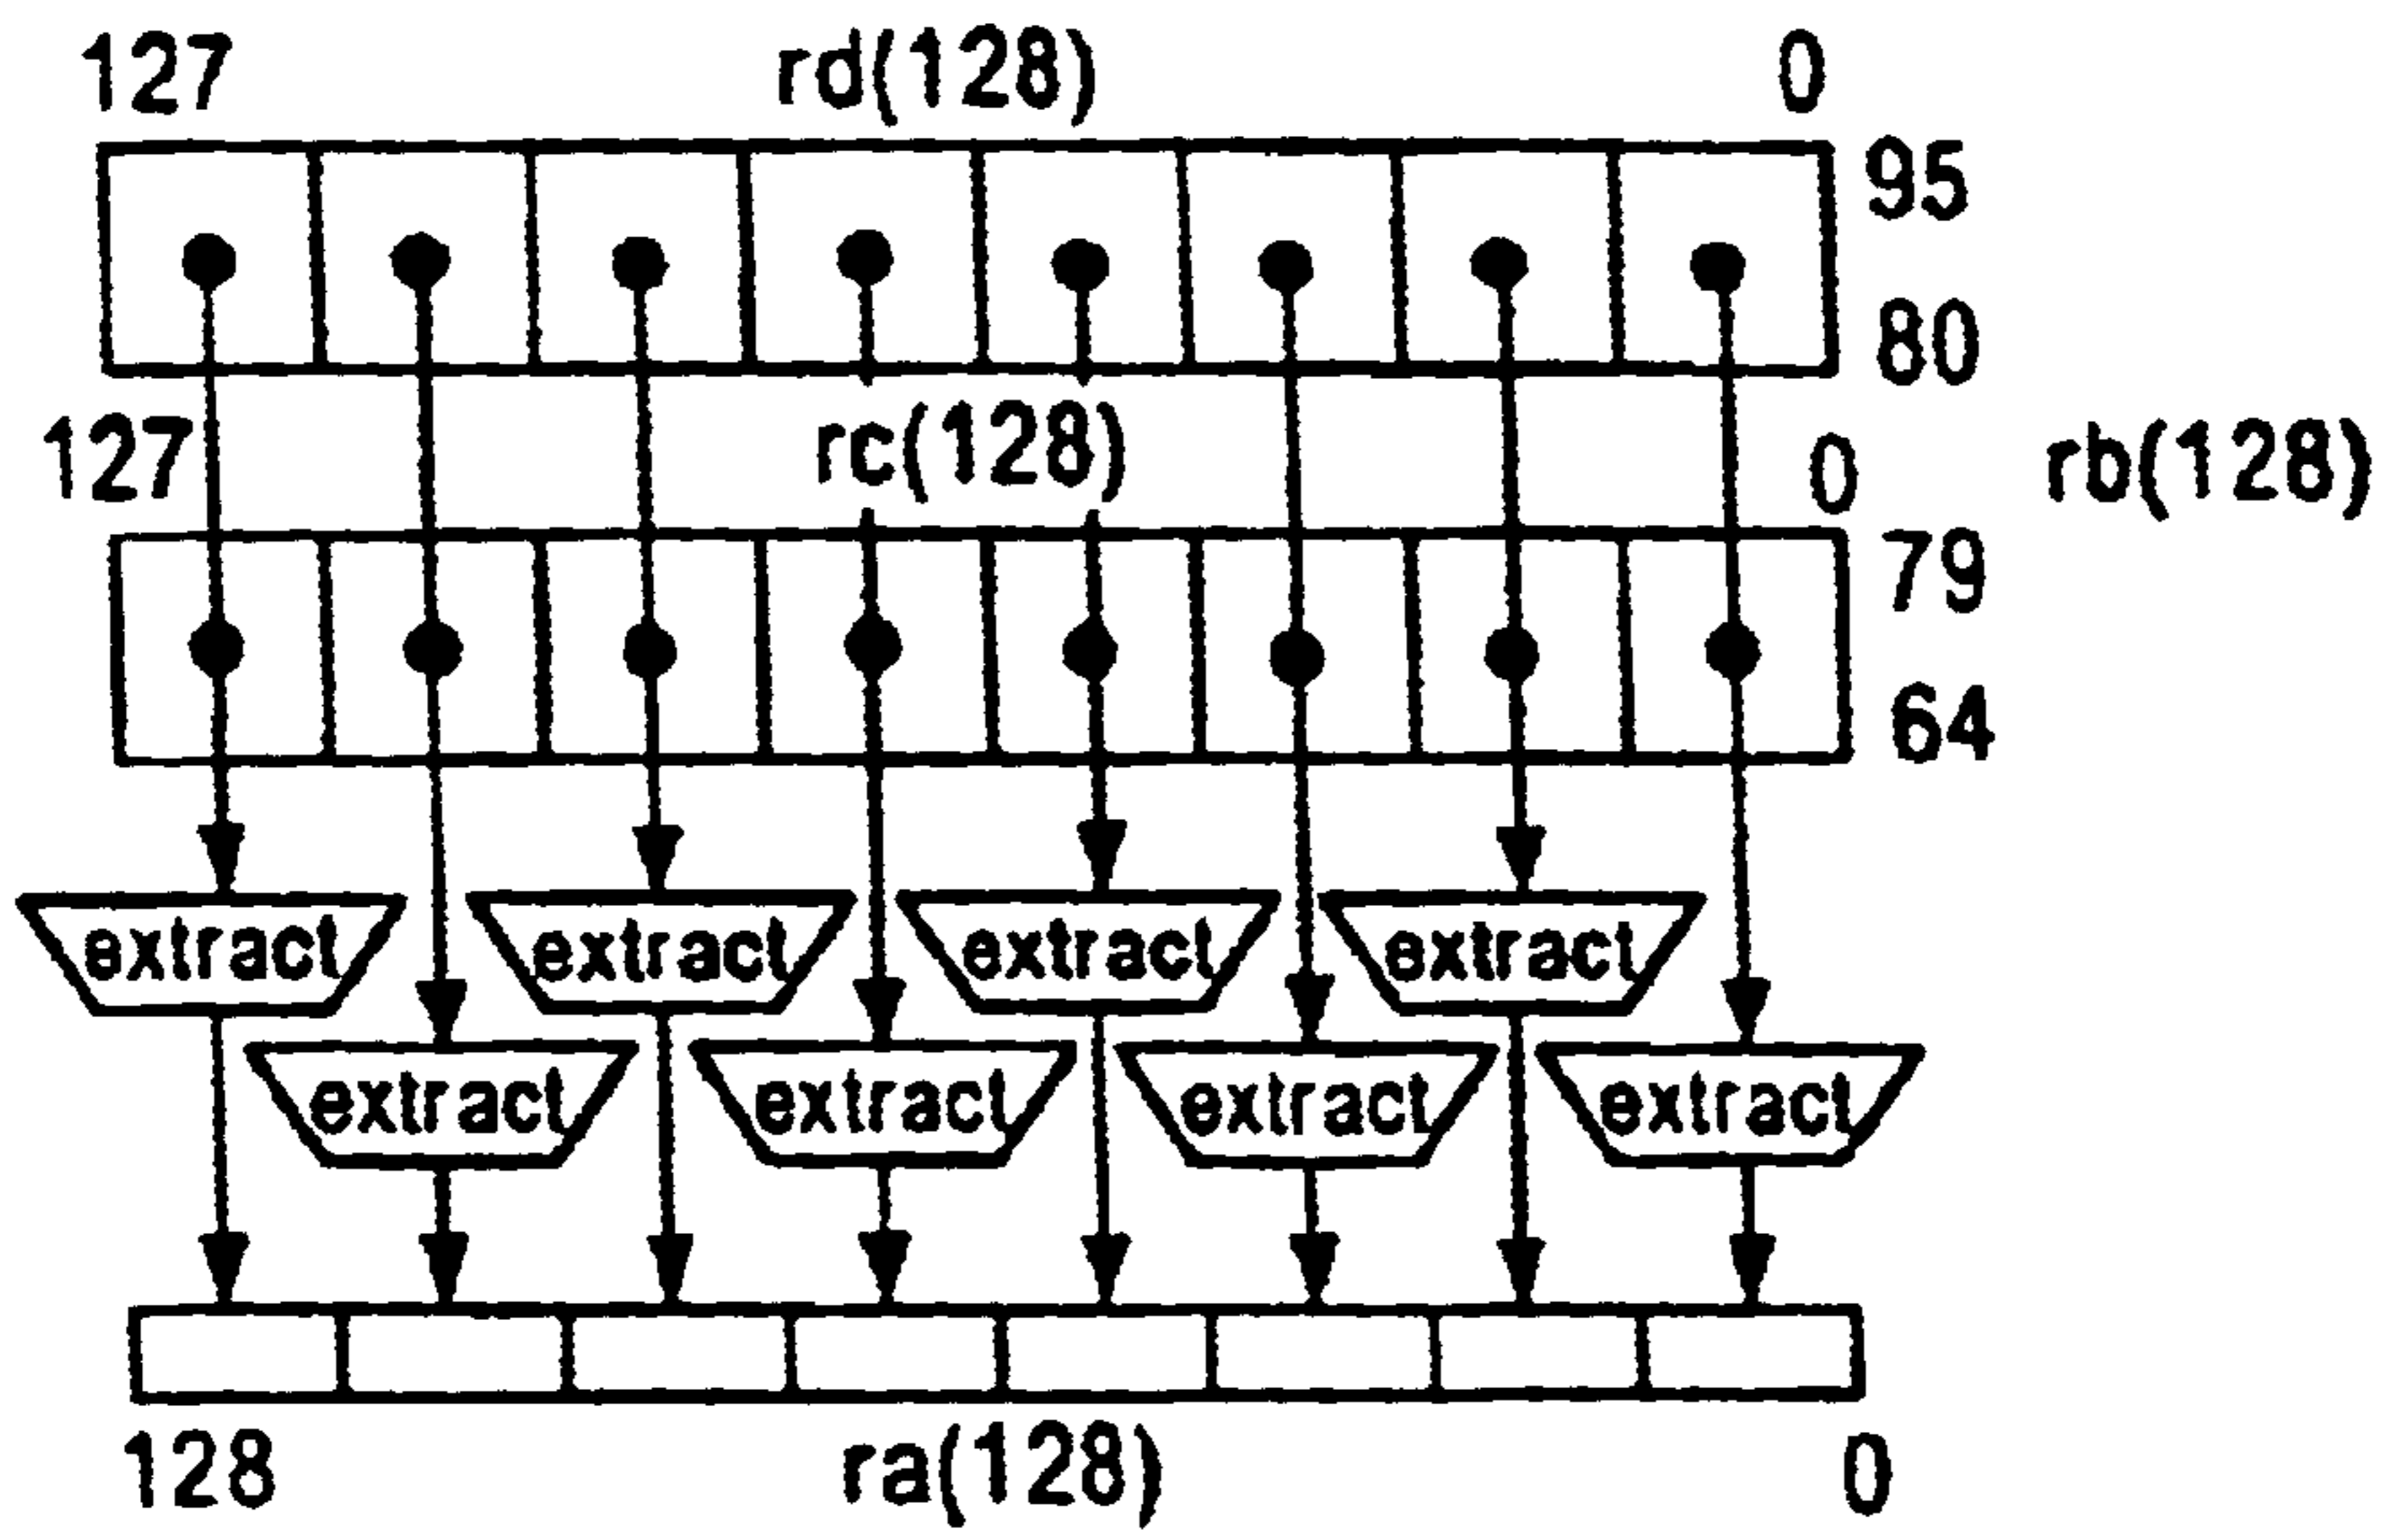 127 rd(128) 0
95
80
127 rc(128) 0 rb(128)
79
64
extract extract extract extract
extract extract extract extract
128 ra(128) 0